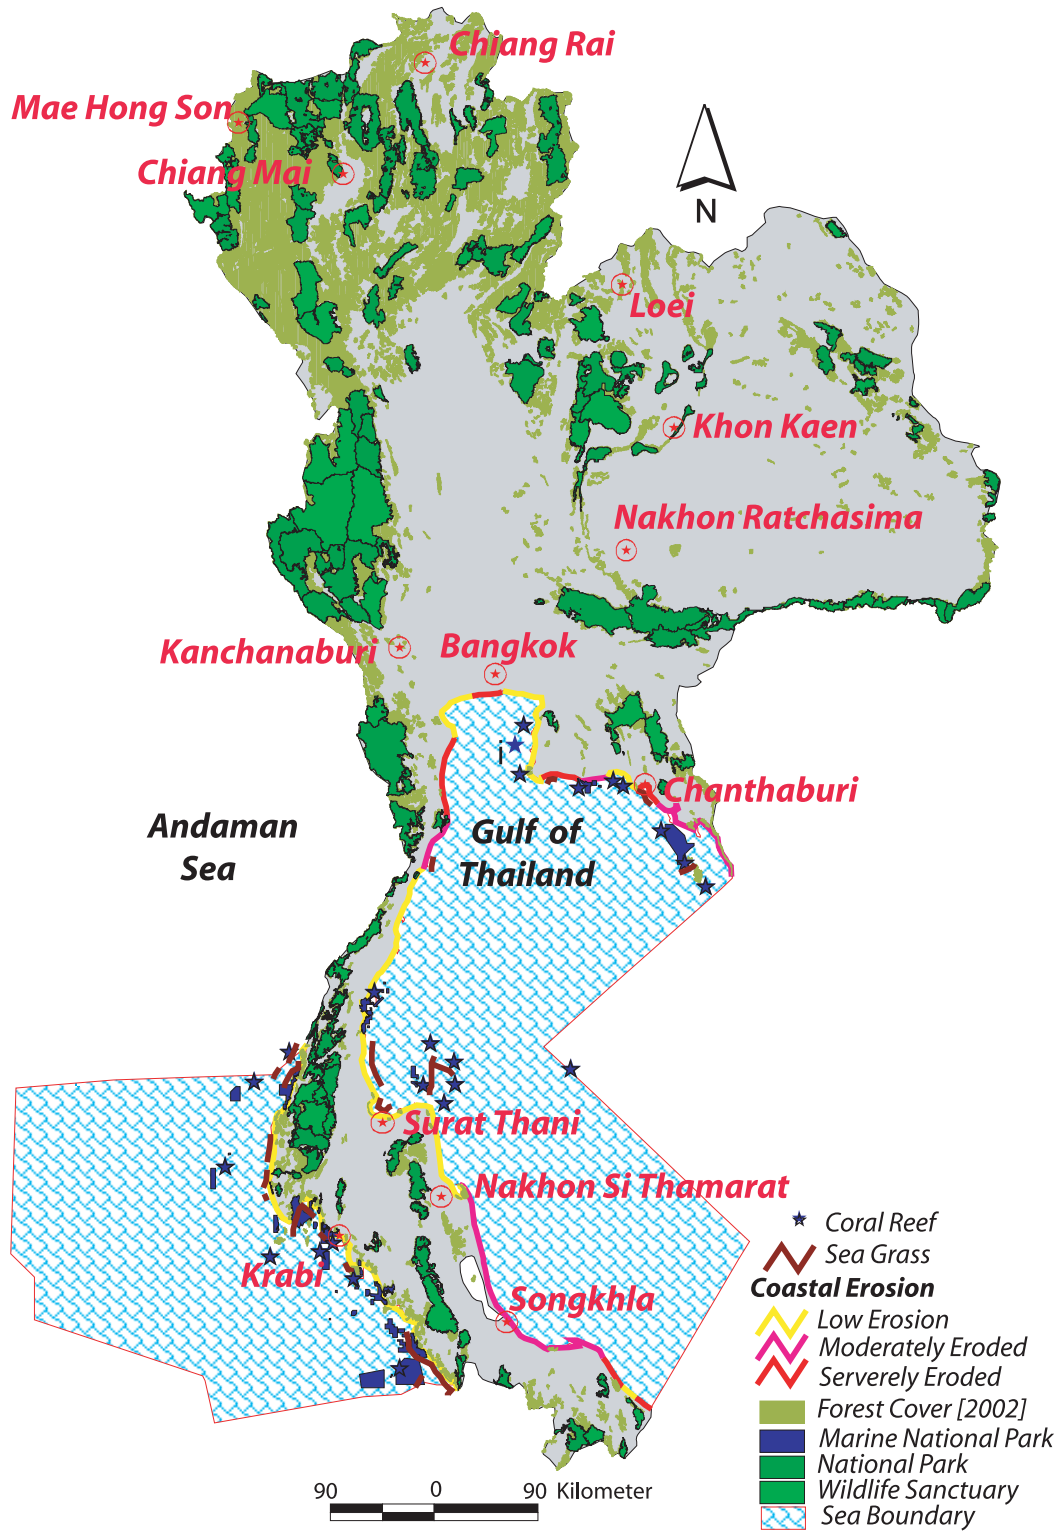 Chiang Rai
Mae Hong Son
Chiang Mai
N
Loei
Khon Kaen
Nakhon Ratchasima
Kanchanaburi
Bangkok
i
Chanthaburi
Andaman
Sea
Gulf of
Thailand
Surat Thani
Nakhon Si Thamarat
Krabi
Songkhla
Coral Reef
Sea Grass
Coastal Erosion
Low Erosion
Moderately Eroded
Serverely Eroded
Forest Cover [2002]
Marine National Park
National Park
Wildlife Sanctuary
Sea Boundary
90 0 90 Kilometer